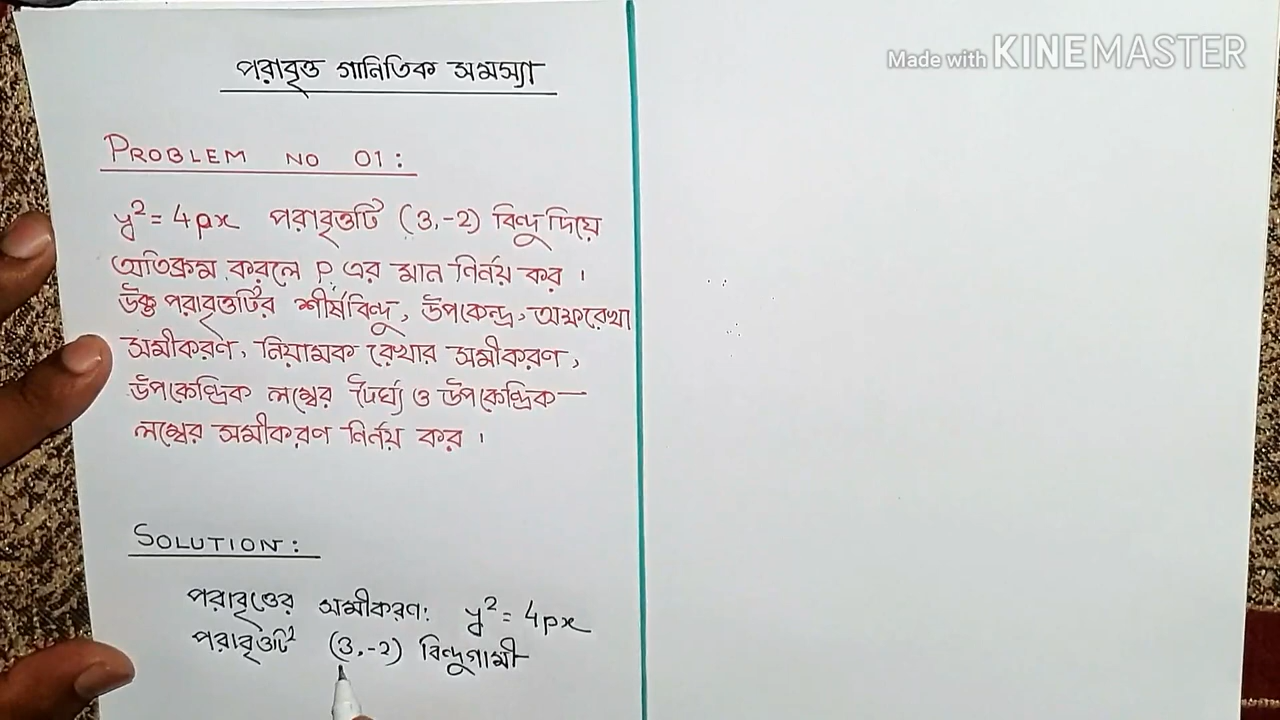 পরাবৃত্ত গানিতিক সমস্যা
Made with KINEMASTER
PROBLEM NO 01:
y² = 4px পরাবৃত্তটি (3,-2) বিন্দু দিয়ে
অতিক্রম করলে P এর মান নির্নয় কর ।
উক্ত পরাবৃত্তটির শীর্ষবিন্দু, উপকেন্দ্র, অক্ষরেখা
সমীকরণ, নিয়ামক রেখার সমীকরণ,
উপকেন্দ্রিক লম্বের দৈর্ঘ্য ও উপকেন্দ্রিক—
লম্বের সমীকরণ নির্নয় কর ।
SOLUTION:
পরাবৃত্তের সমীকরণ: y² = 4px
পরাবৃত্তটি (3,-2) বিন্দুগামী